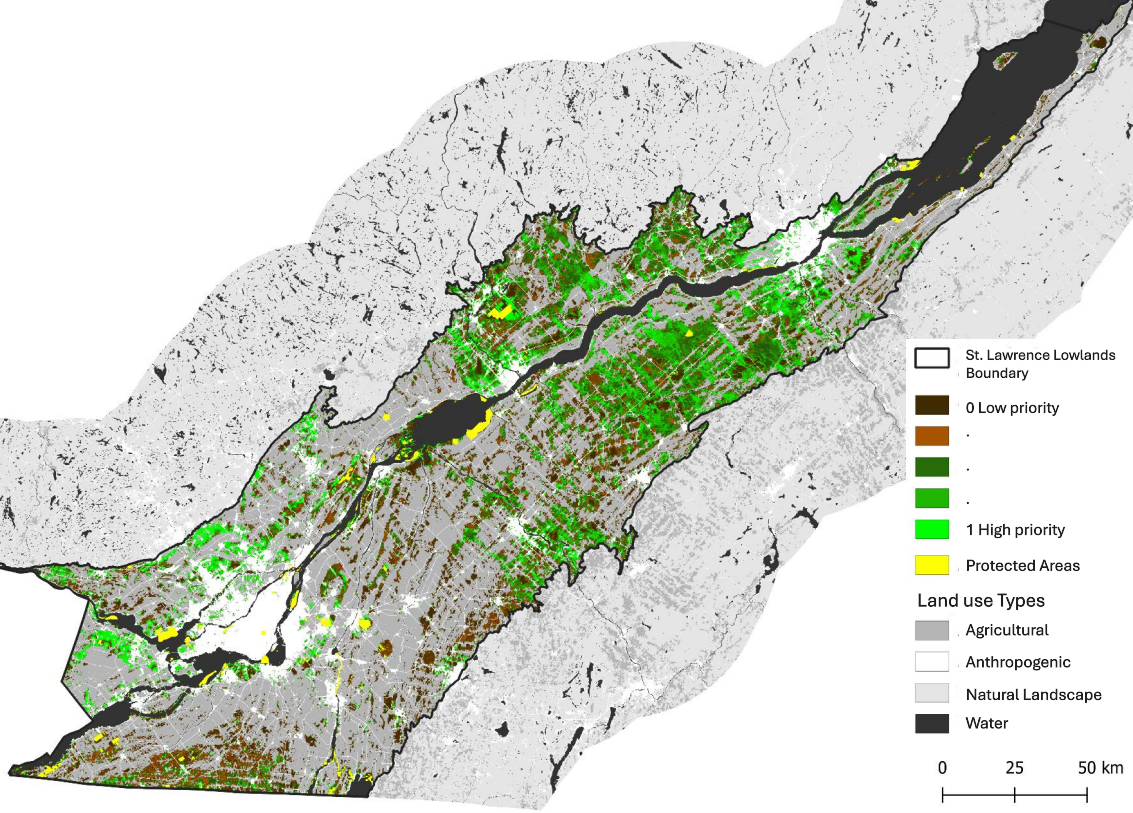 St. Lawrence Lowlands
Boundary
0 Low priority
.
.
.
1 High priority
Protected Areas
Land use Types
Agricultural
Anthropogenic
Natural Landscape
Water
0 25 50 km